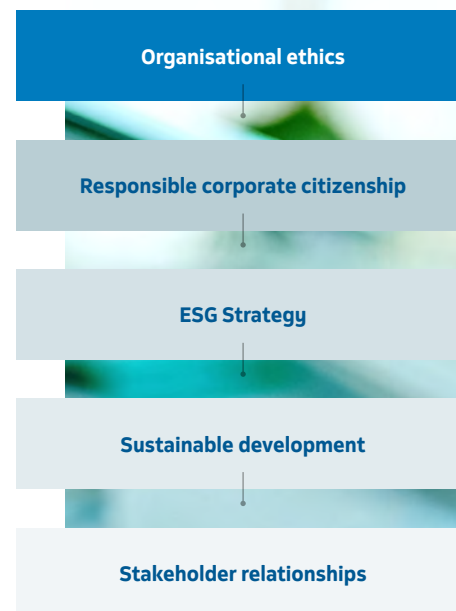 Organisational ethics
Responsible corporate citizenship
ESG Strategy
Sustainable development
Stakeholder relationships